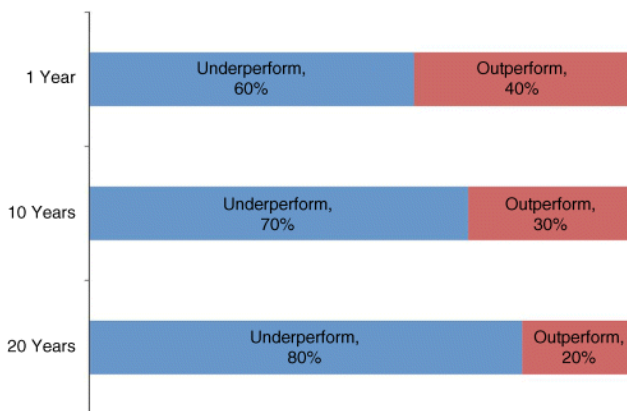 1 Year
Underperform,
60%
Outperform,
40%
10 Years
Underperform,
70%
Outperform,
30%
20 Years
Underperform,
80%
Outperform,
20%